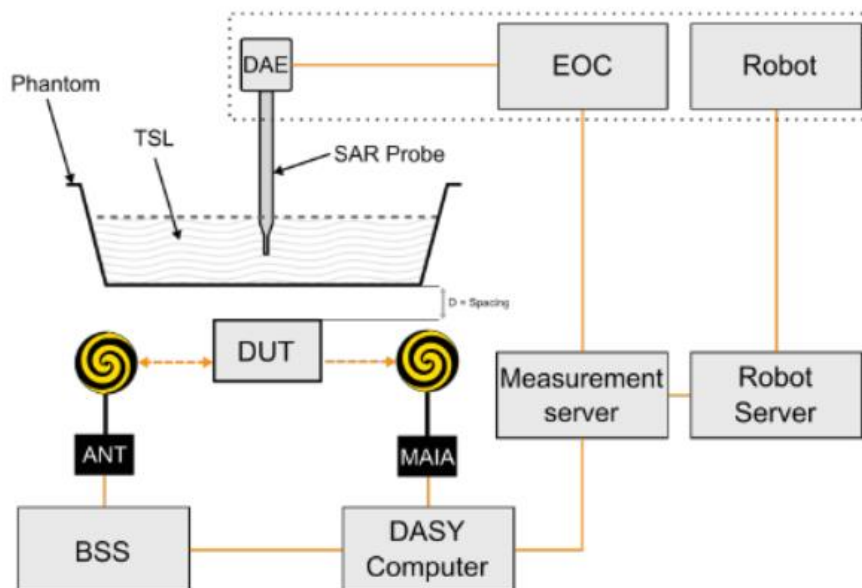 DAE
EOC
Robot
Phantom
TSL
SAR Probe
D = Spacing
DUT
Measurement
server
Robot
Server
ANT
MAIA
BSS
DASY
Computer